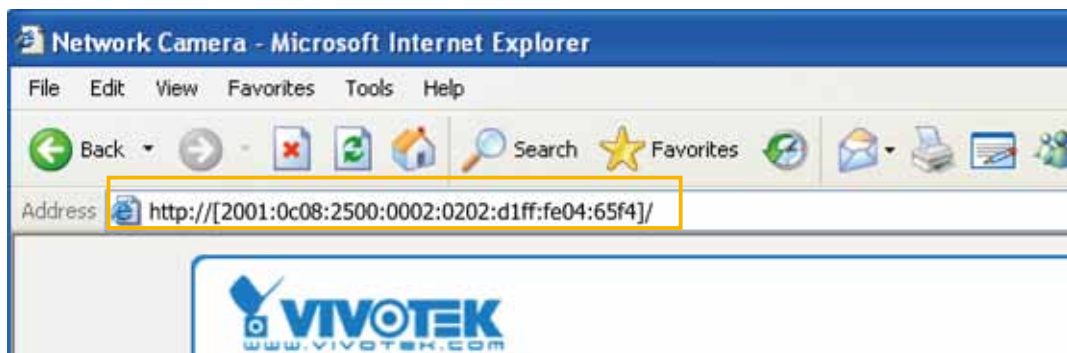 Network Camera - Microsoft Internet Explorer
File Edit View Favorites Tools Help
Back Search Favorites
Address http://[2001:0c08:2500:0002:0202:d1ff:fe04:65f4]/
VIVOTEK
www.vivotek.com